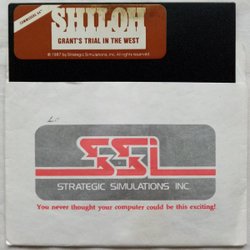 COMMODORE 64™
SHILOH
GRANT'S TRIAL IN THE WEST
© 1987 by Strategic Simulations, Inc. All rights reserved.
SSI
STRATEGIC SIMULATIONS INC
You never thought your computer could be this exciting!